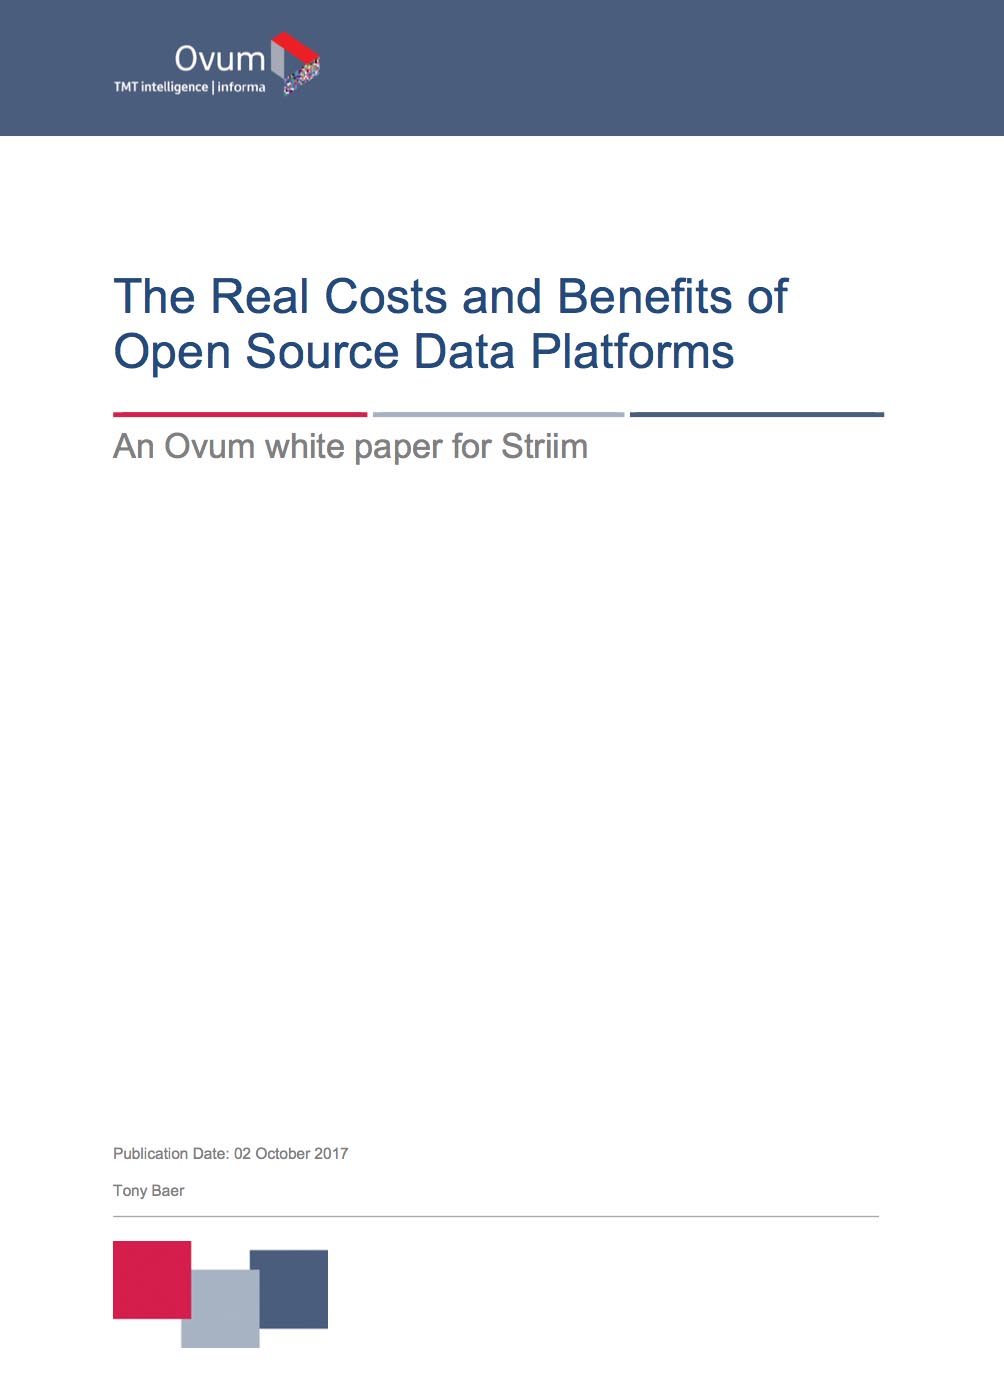 Ovum
TMT intelligence | informa
The Real Costs and Benefits of
Open Source Data Platforms
An Ovum white paper for Striim
Publication Date: 02 October 2017
Tony Baer